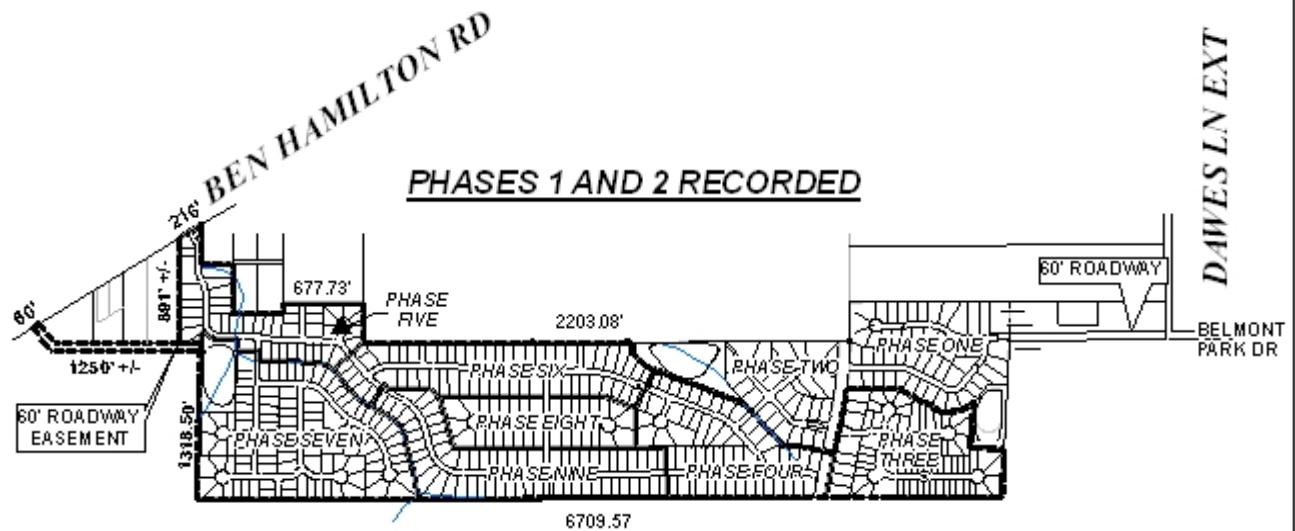 BEN HAMILTON RD
DAWES LN EXT
PHASES 1 AND 2 RECORDED
216'
60'
891' +/-
677.73'
PHASE
FIVE
2203.08'
60' ROADWAY
BELMONT
PARK DR
PHASE ONE
PHASE TWO
PHASE SIX
1250' +/-
60' ROADWAY
EASEMENT
1318.50'
PHASE SEVEN
PHASE EIGHT
PHASE NINE
PHASE FOUR
PHASE
THREE
6709.57